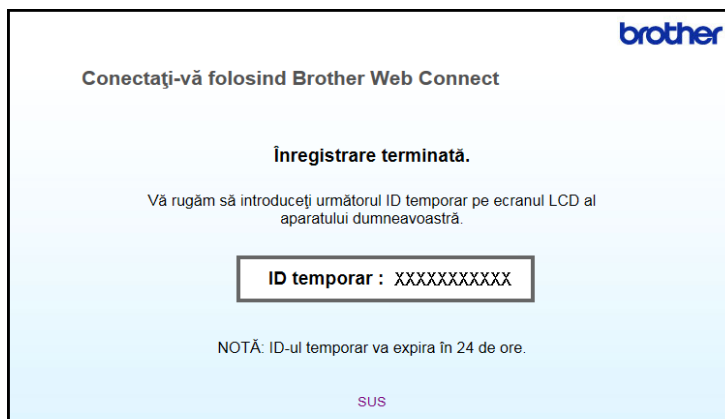 brother
Conectaţi-vă folosind Brother Web Connect
Înregistrare terminată.
Vă rugăm să introduceţi următorul ID temporar pe ecranul LCD al
aparatului dumneavoastră.
ID temporar : XXXXXXXXXXX
NOTĂ: ID-ul temporar va expira în 24 de ore.
SUS